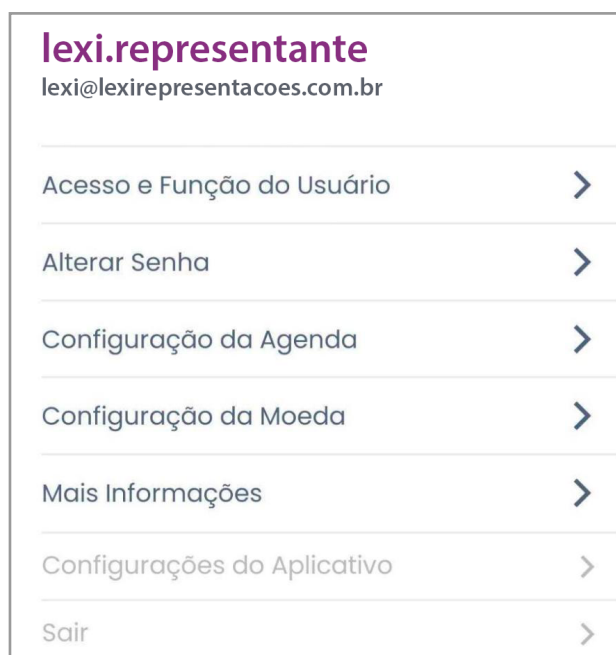 lexi.representante
lexi@lexirepresentacoes.com.br
Acesso e Função do Usuário
Alterar Senha
Configuração da Agenda
Configuração da Moeda
Mais Informações
Configurações do Aplicativo
Sair